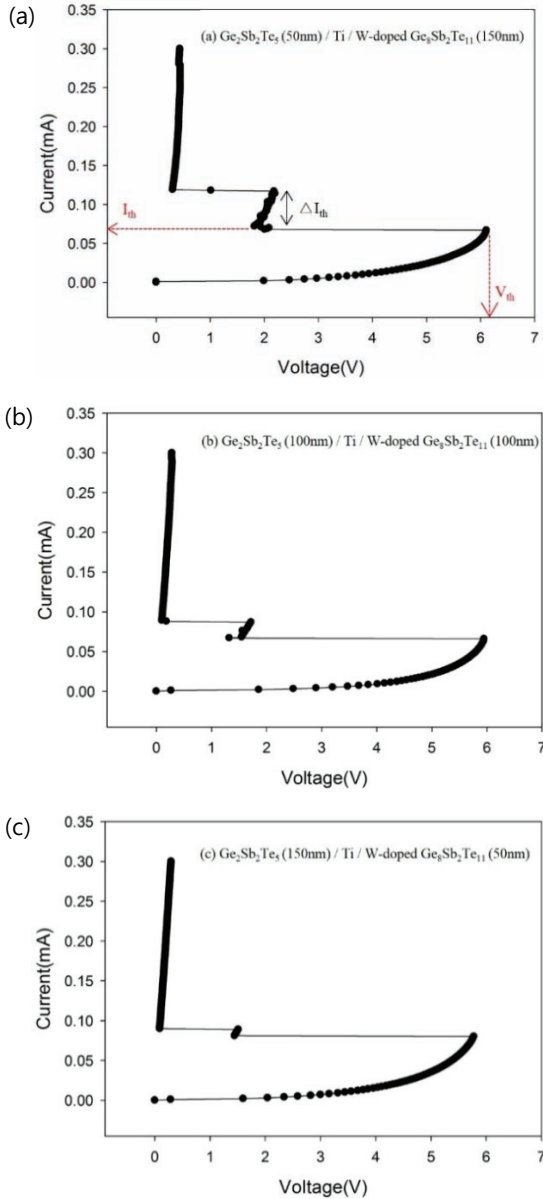 (a)
(a) Ge₂Sb₂Te₅ (50nm) / Ti / W-doped Ge₈Sb₂Te₁₁ (150nm)
Current(mA)
0.35
0.30
0.25
0.20
0.15
0.10
0.05
0.00
I_th
△I_th
V_th
0 1 2 3 4 5 6 7
Voltage(V)
(b)
(b) Ge₂Sb₂Te₅ (100nm) / Ti / W-doped Ge₈Sb₂Te₁₁ (100nm)
Current(mA)
0.35
0.30
0.25
0.20
0.15
0.10
0.05
0.00
0 1 2 3 4 5 6 7
Voltage(V)
(c)
(c) Ge₂Sb₂Te₅ (150nm) / Ti / W-doped Ge₈Sb₂Te₁₁ (50nm)
Current(mA)
0.35
0.30
0.25
0.20
0.15
0.10
0.05
0.00
0 1 2 3 4 5 6 7
Voltage(V)